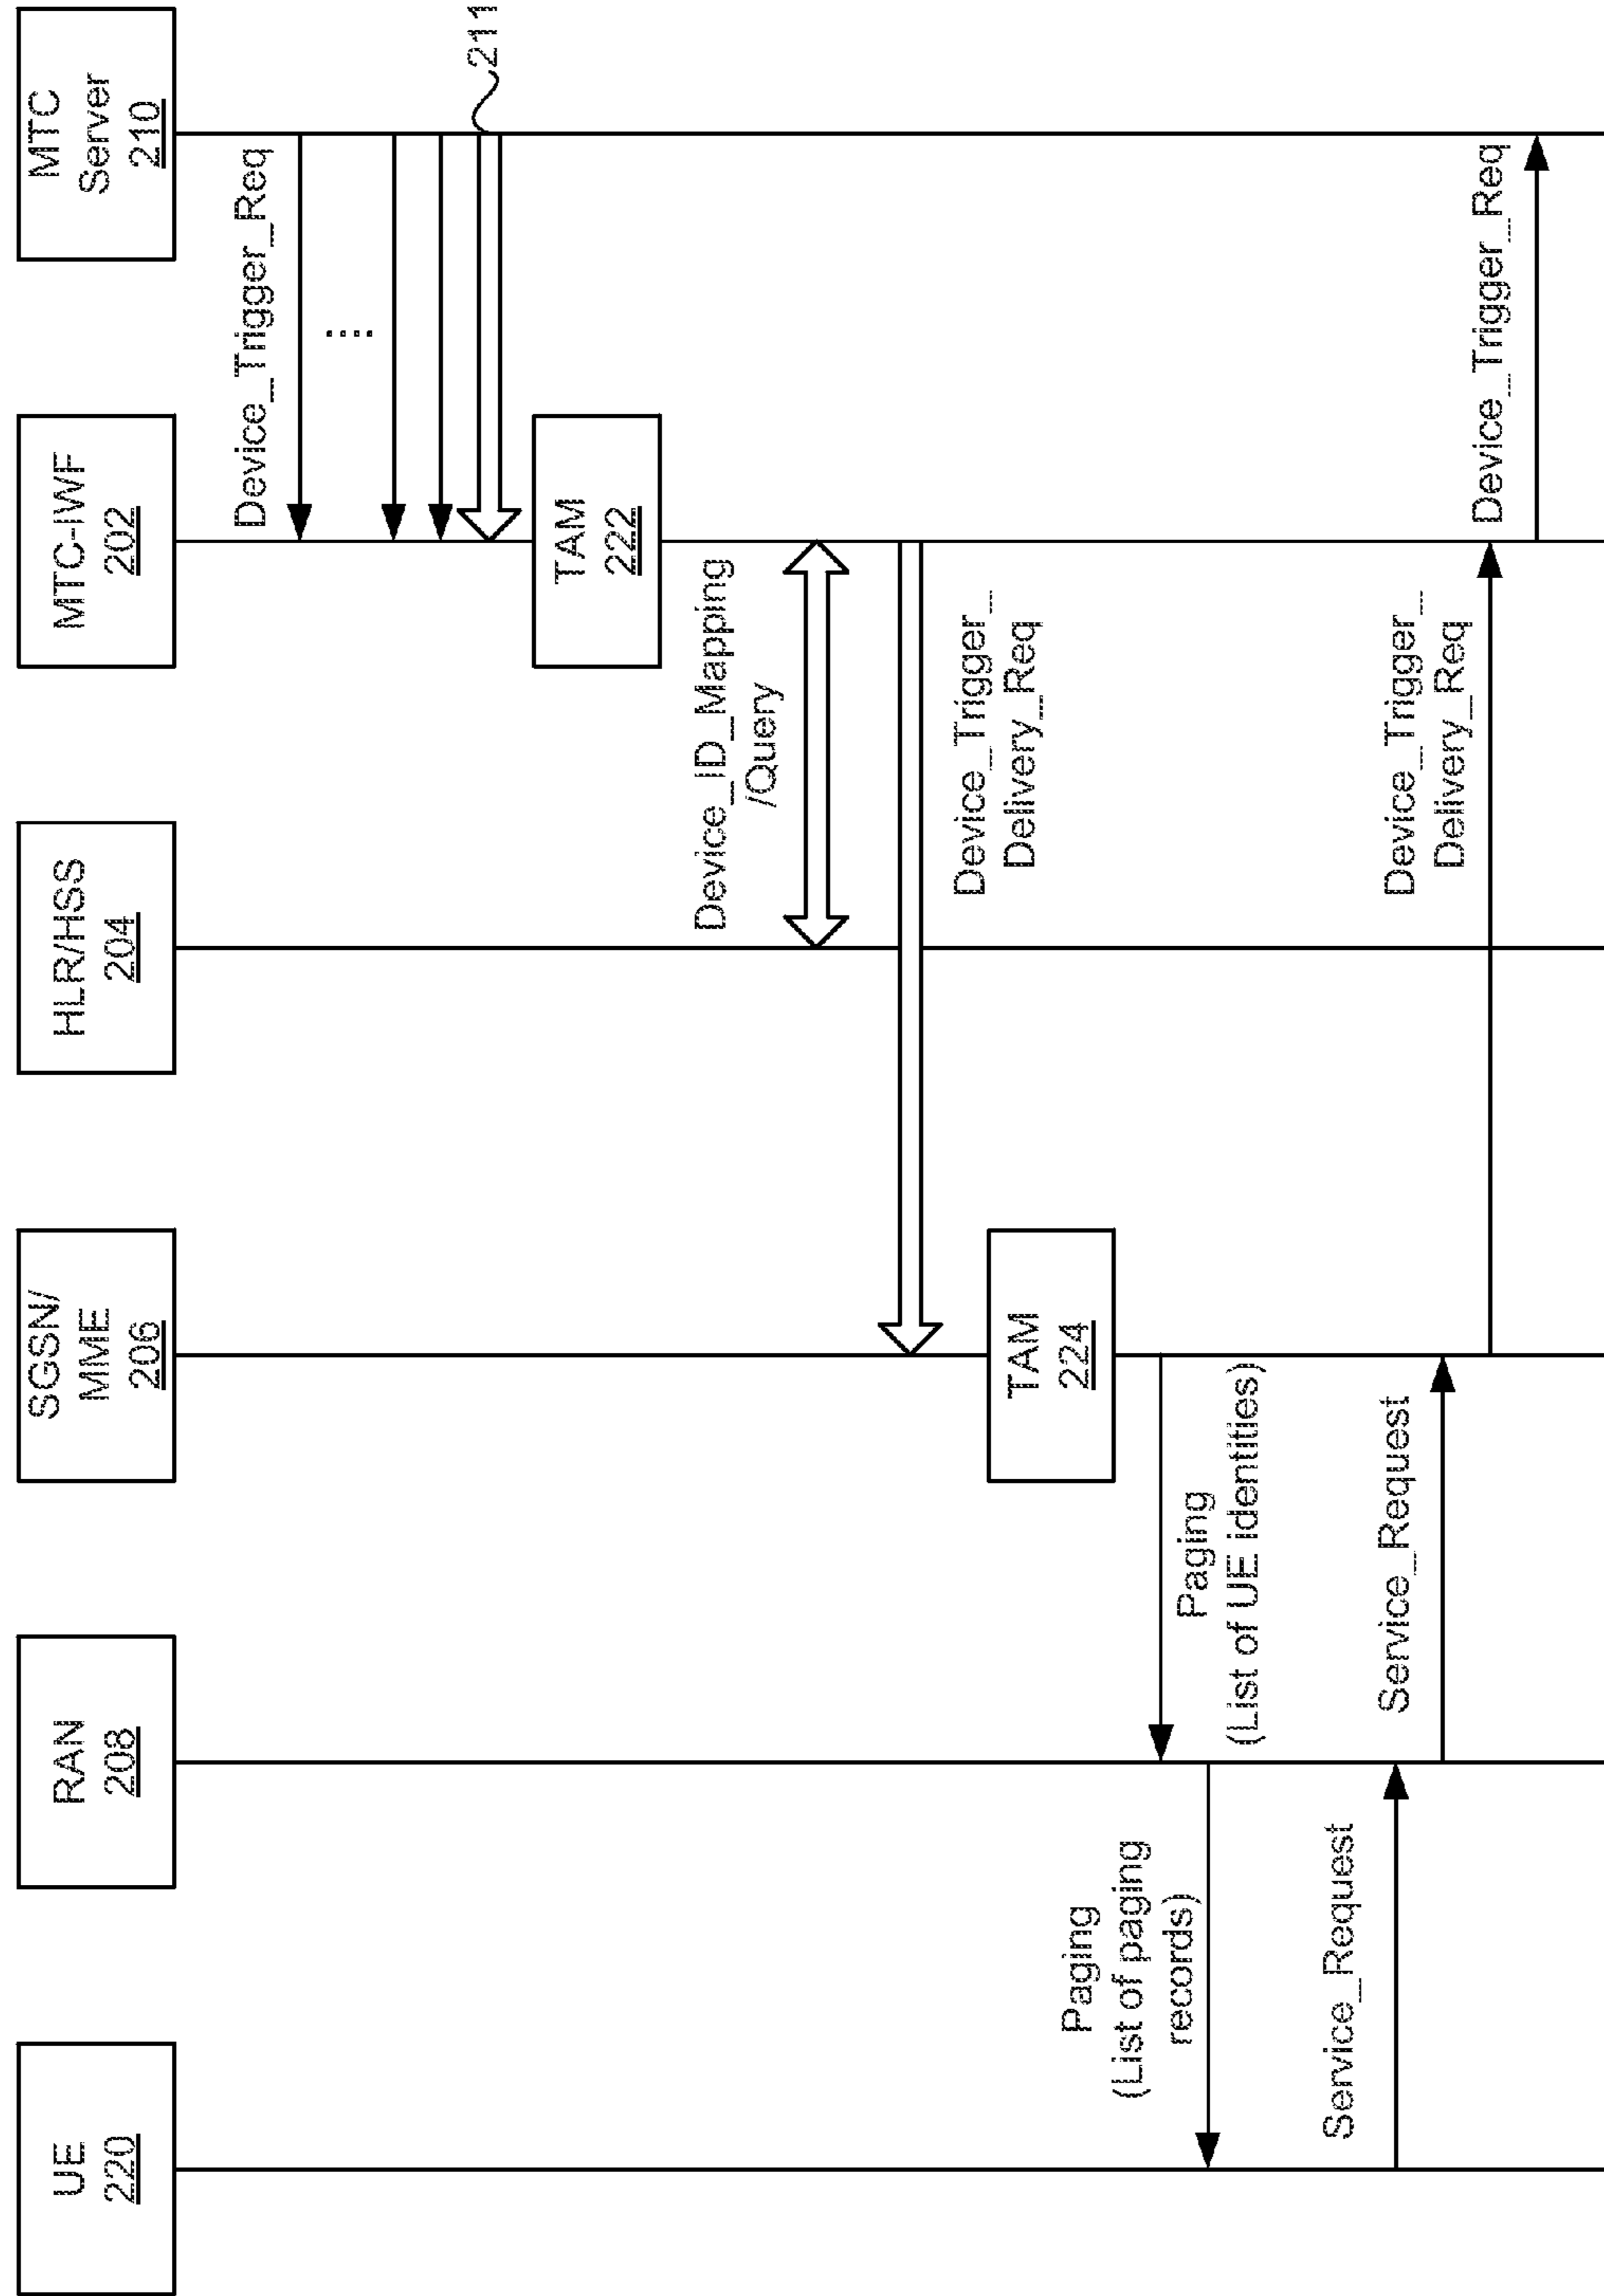 UE
220
RAN
208
SGSN/
MME
206
HLR/HSS
204
MTC-IWF
202
MTC
Server
210
Device_Trigger_Req
...
211
TAM
222
Device_ID_Mapping
/Query
Device_Trigger_
Delivery_Req
TAM
224
Paging
(List of UE identities)
Paging
(List of paging
records)
Service_Request
Service_Request
Device_Trigger_
Delivery_Req
Device_Trigger_Req